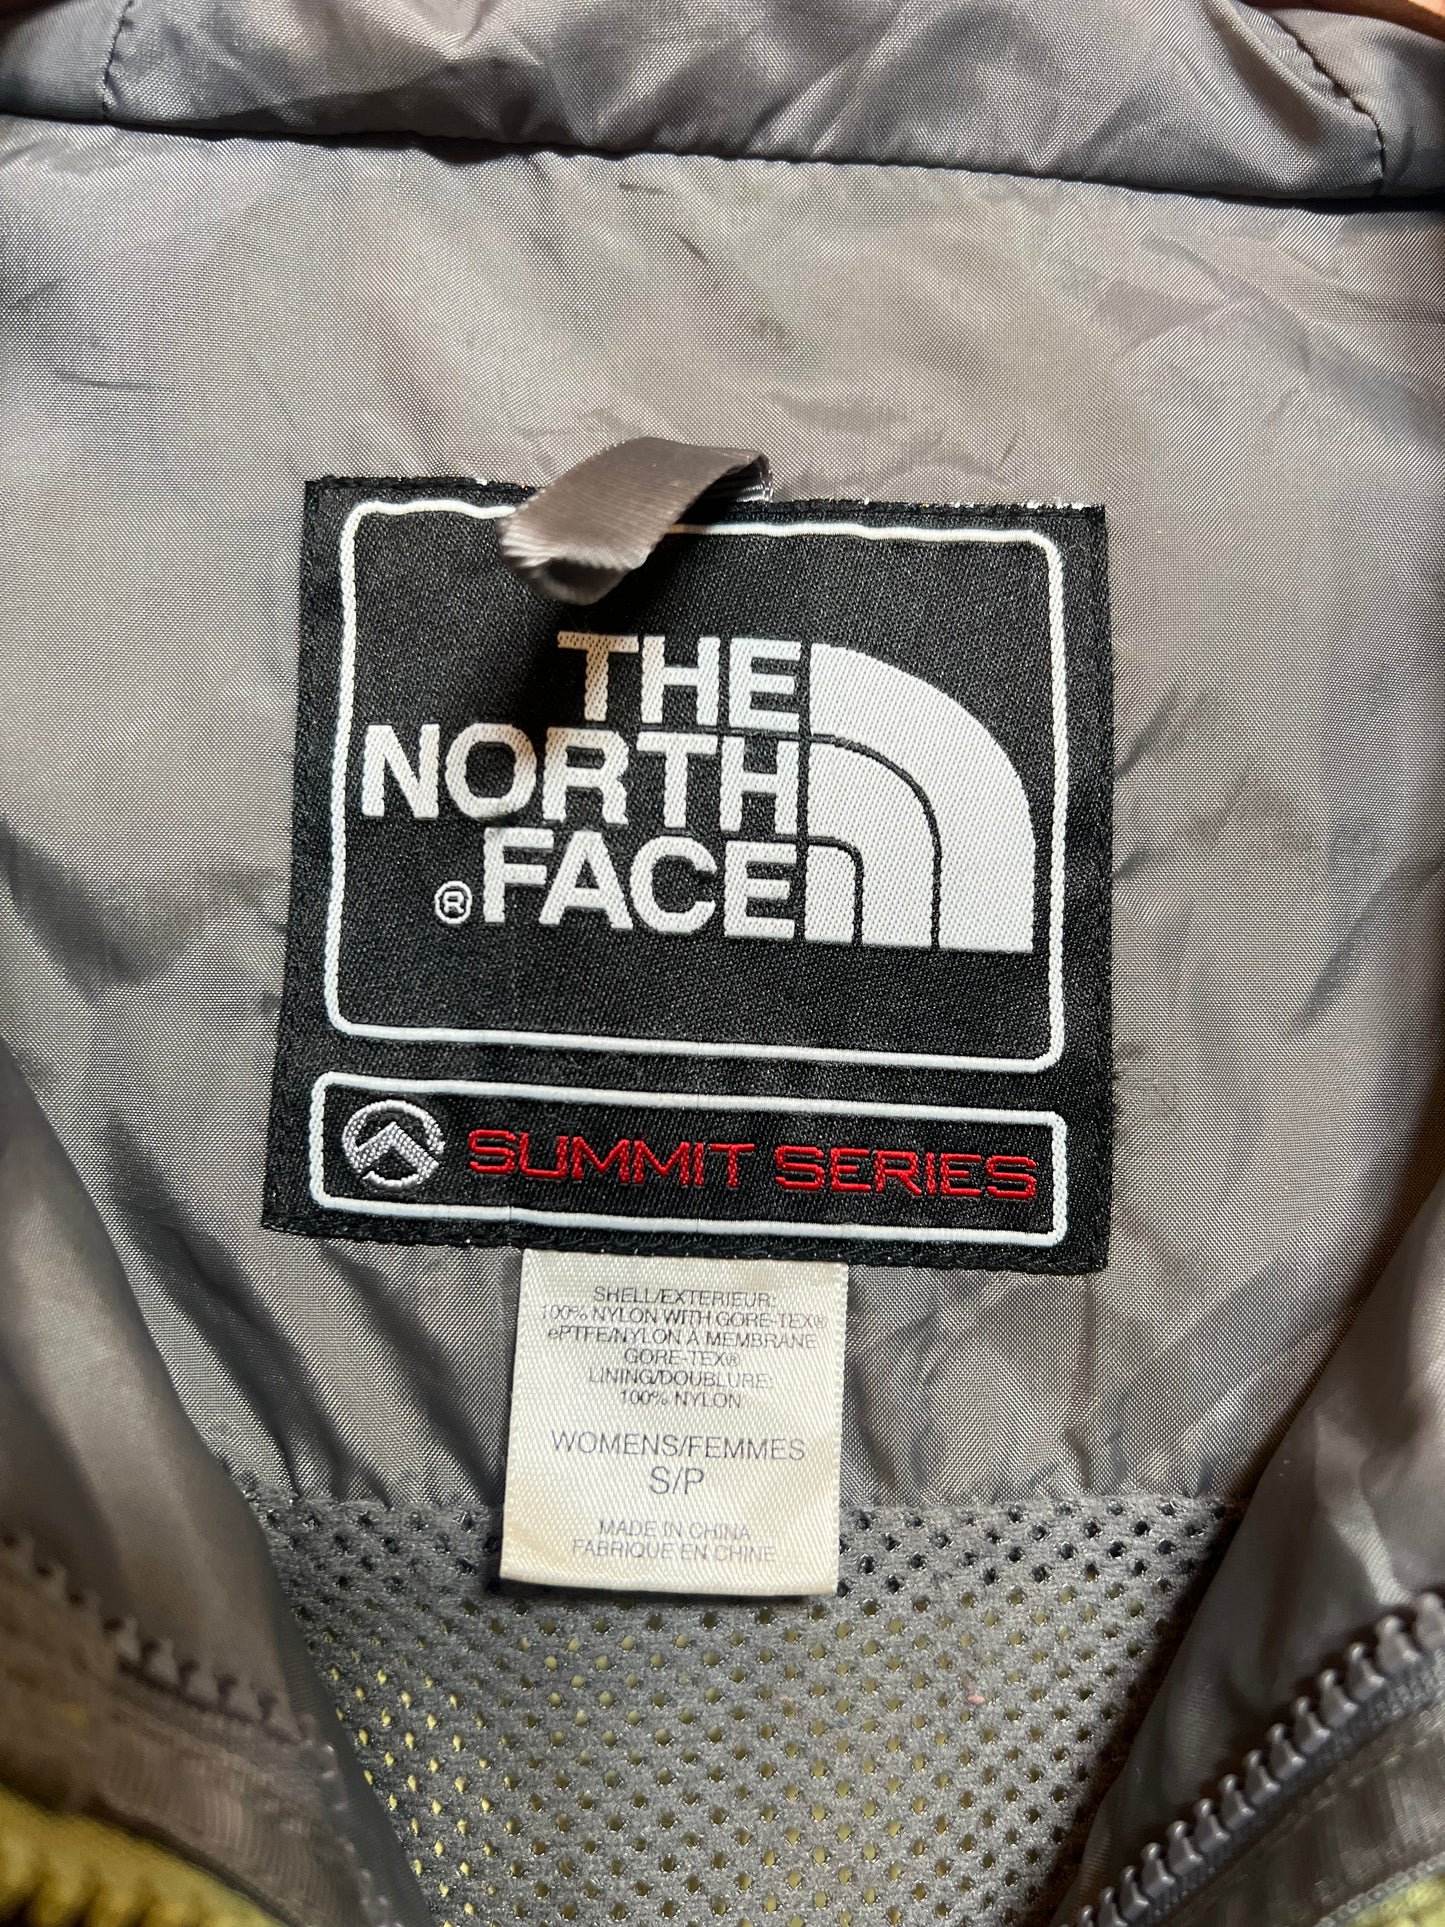 THE
NORTH
® FACE
SUMMIT SERIES
SHELL/EXTERIEUR:
100% NYLON WITH GORE-TEX®
ePTFE/NYLON A MEMBRANE
GORE-TEX®
LINING/DOUBLURE:
100% NYLON
WOMENS/FEMMES
S/P
MADE IN CHINA
FABRIQUE EN CHINE